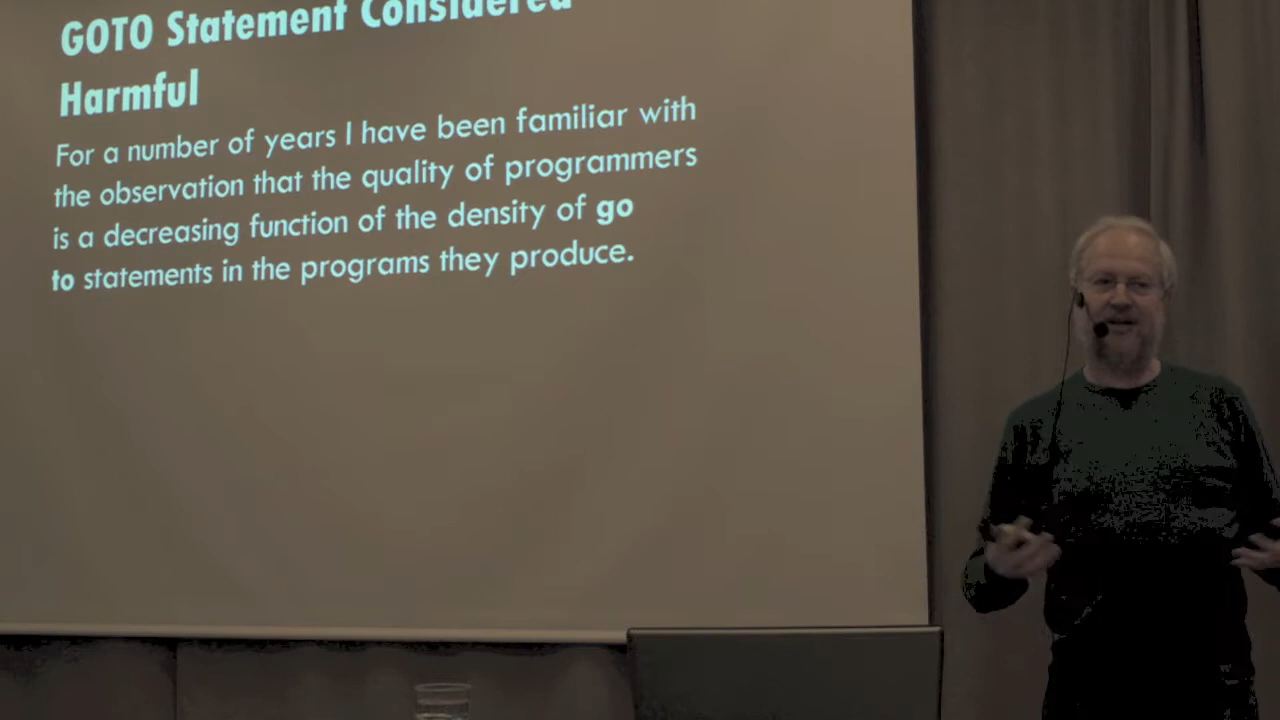 GOTO Statement Considered
Harmful
For a number of years I have been familiar with
the observation that the quality of programmers
is a decreasing function of the density of go
to statements in the programs they produce.